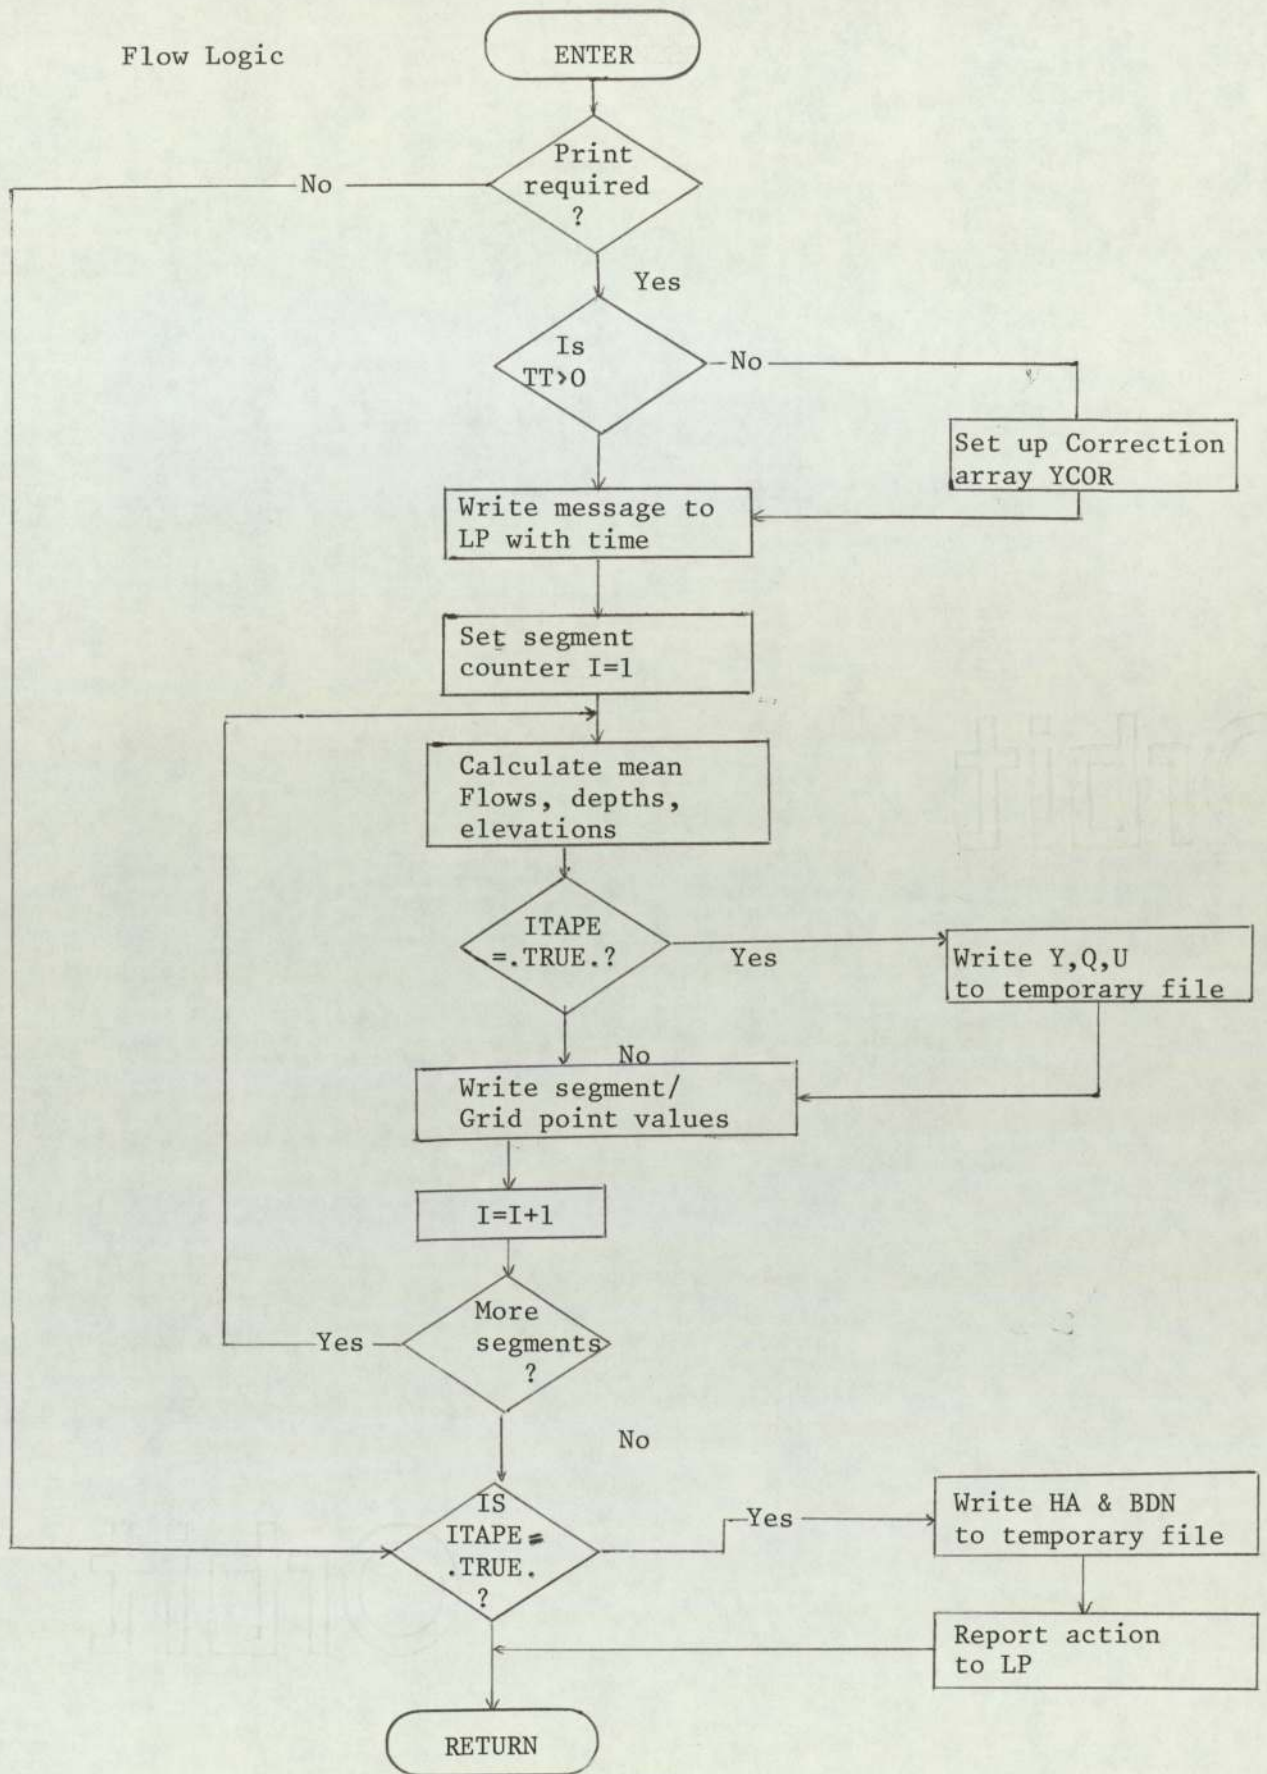 Flow Logic
ENTER
Print
required
?
No
Yes
Is
TT>0
No
Set up Correction
array YCOR
Write message to
LP with time
Set segment
counter I=1
Calculate mean
Flows, depths,
elevations
ITAPE
=.TRUE.?
Yes
Write Y,Q,U
to temporary file
No
Write segment/
Grid point values
I=I+1
More
segments
?
Yes
No
IS
ITAPE=
.TRUE.
?
Yes
Write HA & BDN
to temporary file
Report action
to LP
RETURN